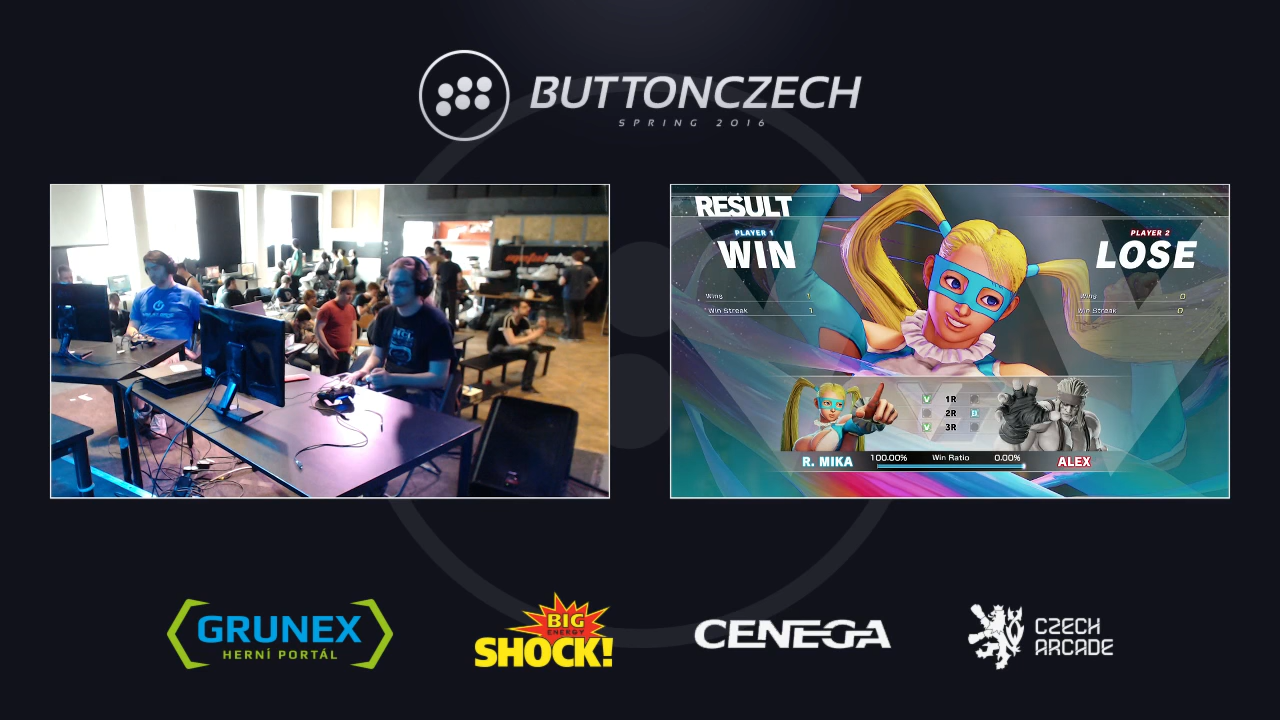 BUTTONCZECH
SPRING 2016
RESULT
PLAYER 1
WIN
PLAYER 2
LOSE
Wins 1
Win Streak 1
Wins 0
Win Streak 0
V 1R
2R
V 3R
R. MIKA
100.00% Win Ratio 0.00%
ALEX
GRUNEX
HERNÍ PORTÁL
BIG
ENERGY
SHOCK!
CENEGA
CZECH
ARCADE